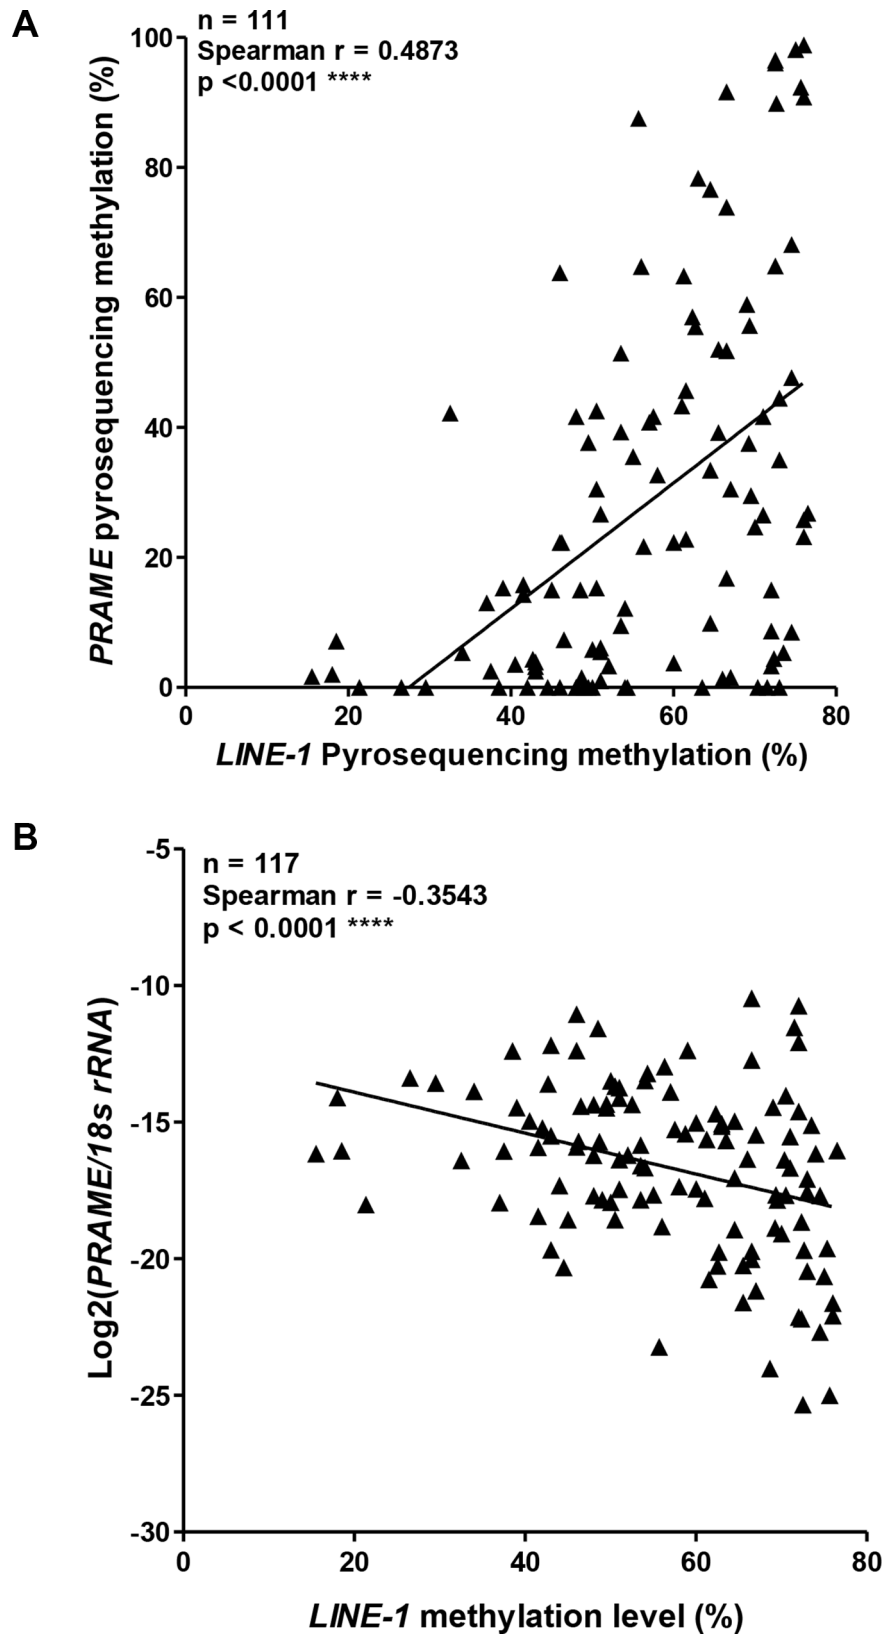 A
n = 111
Spearman r = 0.4873
p <0.0001 ****
PRAME pyrosequencing methylation (%)
100
80
60
40
20
0
0 20 40 60 80
LINE-1 Pyrosequencing methylation (%)
B
n = 117
Spearman r = -0.3543
p < 0.0001 ****
Log2(PRAME/18s rRNA)
-5
-10
-15
-20
-25
-30
0 20 40 60 80
LINE-1 methylation level (%)